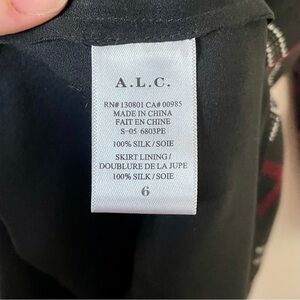 A.L.C.
RN# 130801 CA# 00985
MADE IN CHINA
FAIT EN CHINE
S-05 6803PE
100% SILK/SOIE
SKIRT LINING/
DOUBLURE DE LA JUPE
100% SILK/SOIE
6